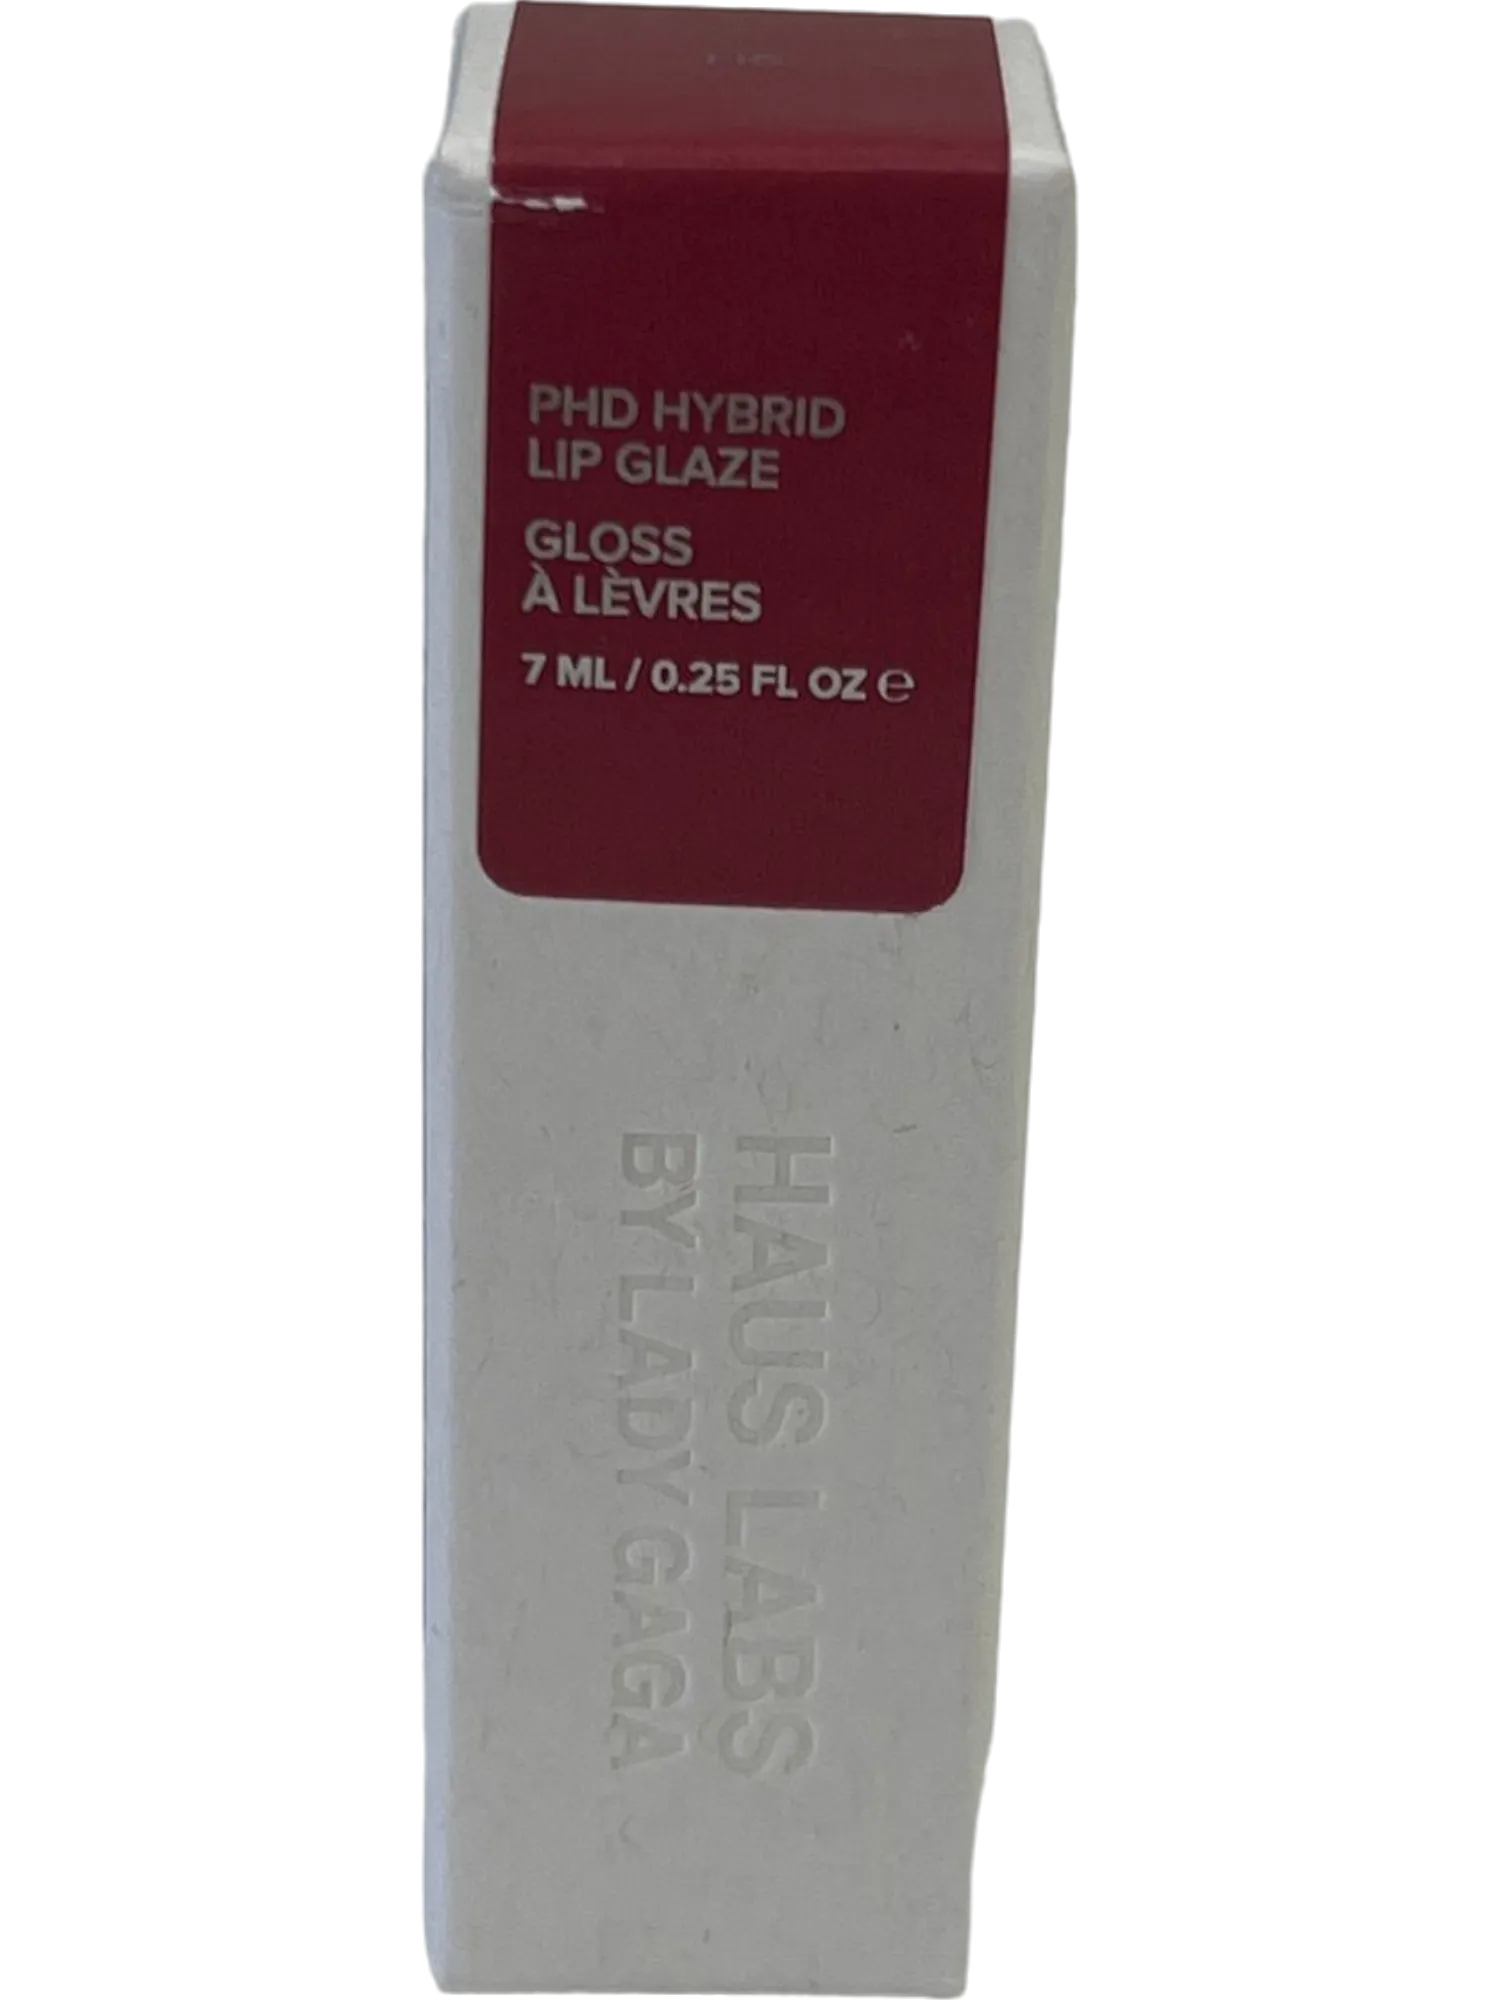 PHD HYBRID
LIP GLAZE
GLOSS
À LÈVRES
7 ML / 0.25 FL OZ ℮
HAUS LABS
BY LADY GAGA